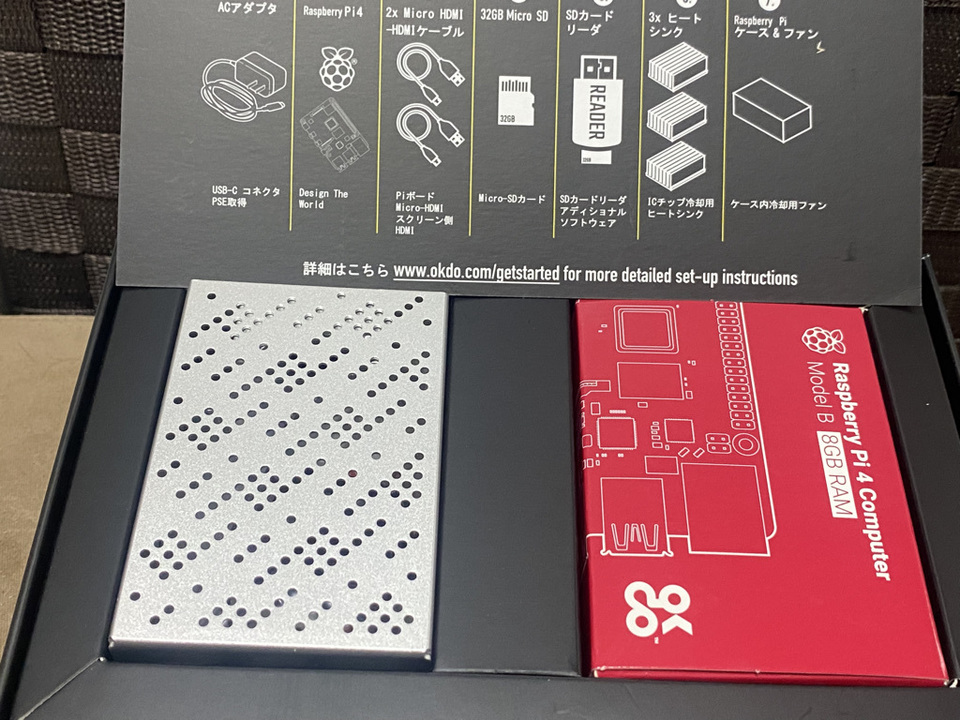 ACアダプタ
Raspberry Pi 4
2x Micro HDMI
-HDMIケーブル
32GB Micro SD
SDカード
リーダ
3x ヒート
シンク
7.
Raspberry Pi
ケース & ファン
32GB
READER
USB-C コネクタ
PSE取得
Design The
World
Piボード
Micro-HDMI
スクリーン側
HDMI
Micro-SDカード
SDカードリーダ
アディショナル
ソフトウェア
ICチップ冷却用
ヒートシンク
ケース内冷却用ファン
詳細はこちら www.okdo.com/getstarted for more detailed set-up instructions
Raspberry Pi 4 Computer
Model B 8GB RAM
okdo